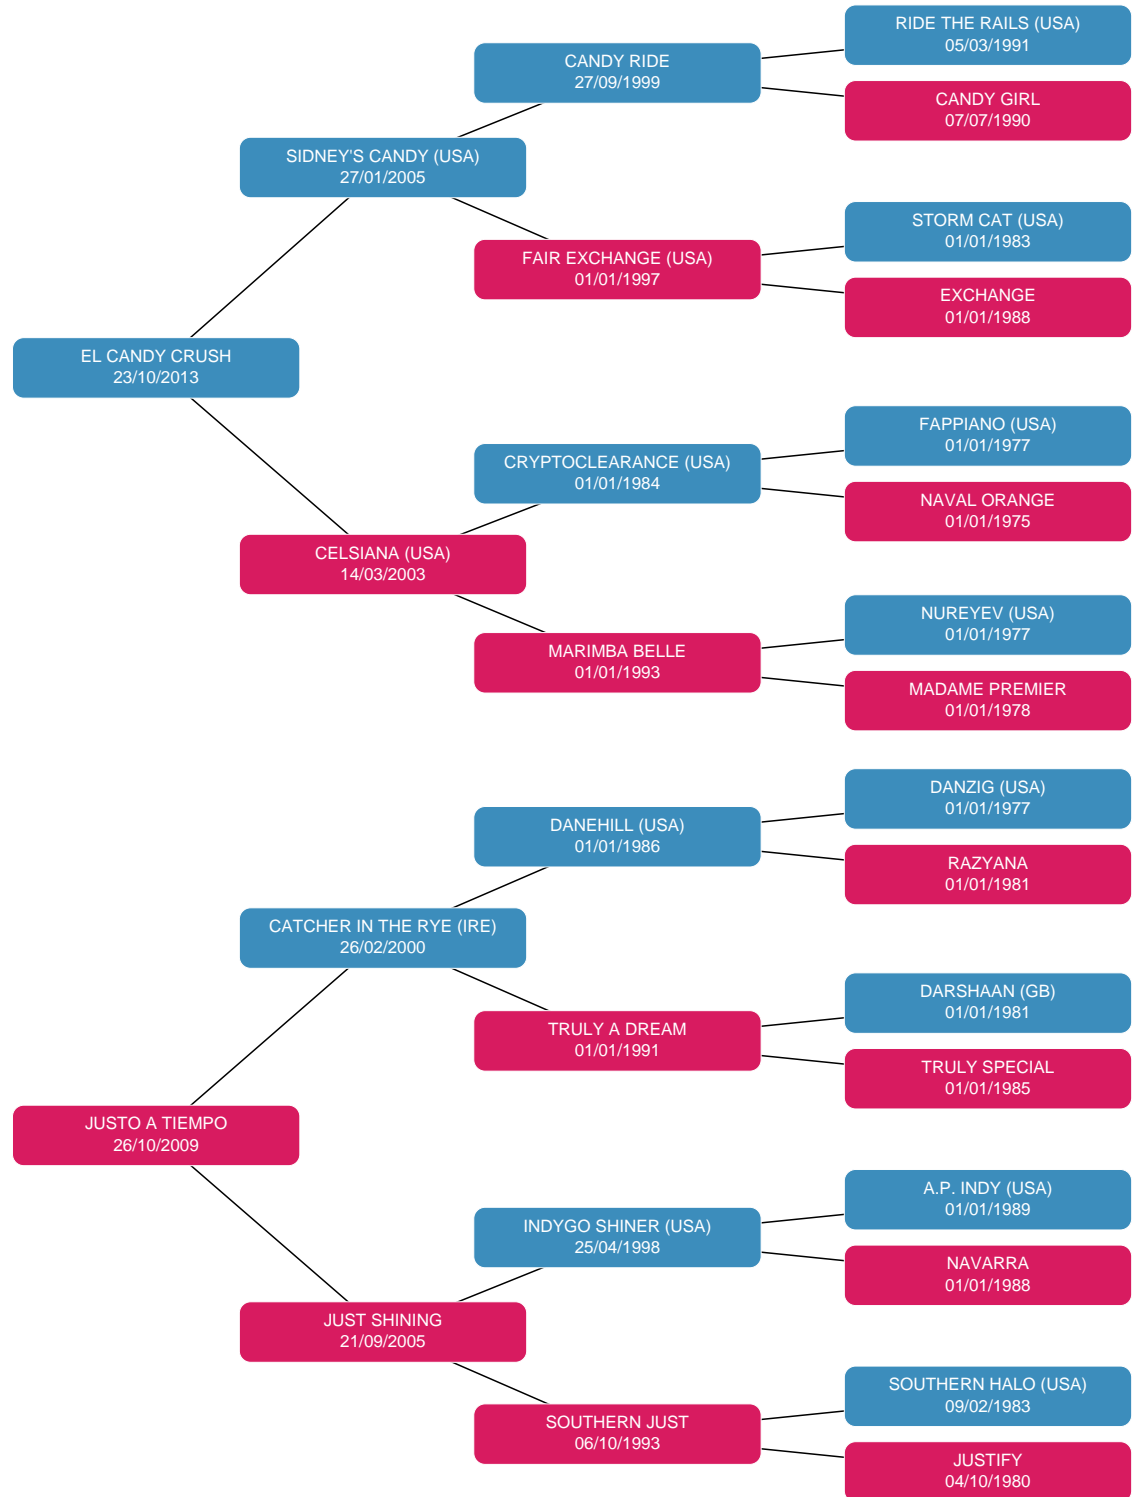 RIDE THE RAILS (USA)
05/03/1991
CANDY RIDE
27/09/1999
CANDY GIRL
07/07/1990
SIDNEY'S CANDY (USA)
27/01/2005
STORM CAT (USA)
01/01/1983
FAIR EXCHANGE (USA)
01/01/1997
EXCHANGE
01/01/1988
EL CANDY CRUSH
23/10/2013
FAPPIANO (USA)
01/01/1977
CRYPTOCLEARANCE (USA)
01/01/1984
NAVAL ORANGE
01/01/1975
CELSIANA (USA)
14/03/2003
NUREYEV (USA)
01/01/1977
MARIMBA BELLE
01/01/1993
MADAME PREMIER
01/01/1978
DANZIG (USA)
01/01/1977
DANEHILL (USA)
01/01/1986
RAZYANA
01/01/1981
CATCHER IN THE RYE (IRE)
26/02/2000
DARSHAAN (GB)
01/01/1981
TRULY A DREAM
01/01/1991
TRULY SPECIAL
01/01/1985
JUSTO A TIEMPO
26/10/2009
A.P. INDY (USA)
01/01/1989
INDYGO SHINER (USA)
25/04/1998
NAVARRA
01/01/1988
JUST SHINING
21/09/2005
SOUTHERN HALO (USA)
09/02/1983
SOUTHERN JUST
06/10/1993
JUSTIFY
04/10/1980